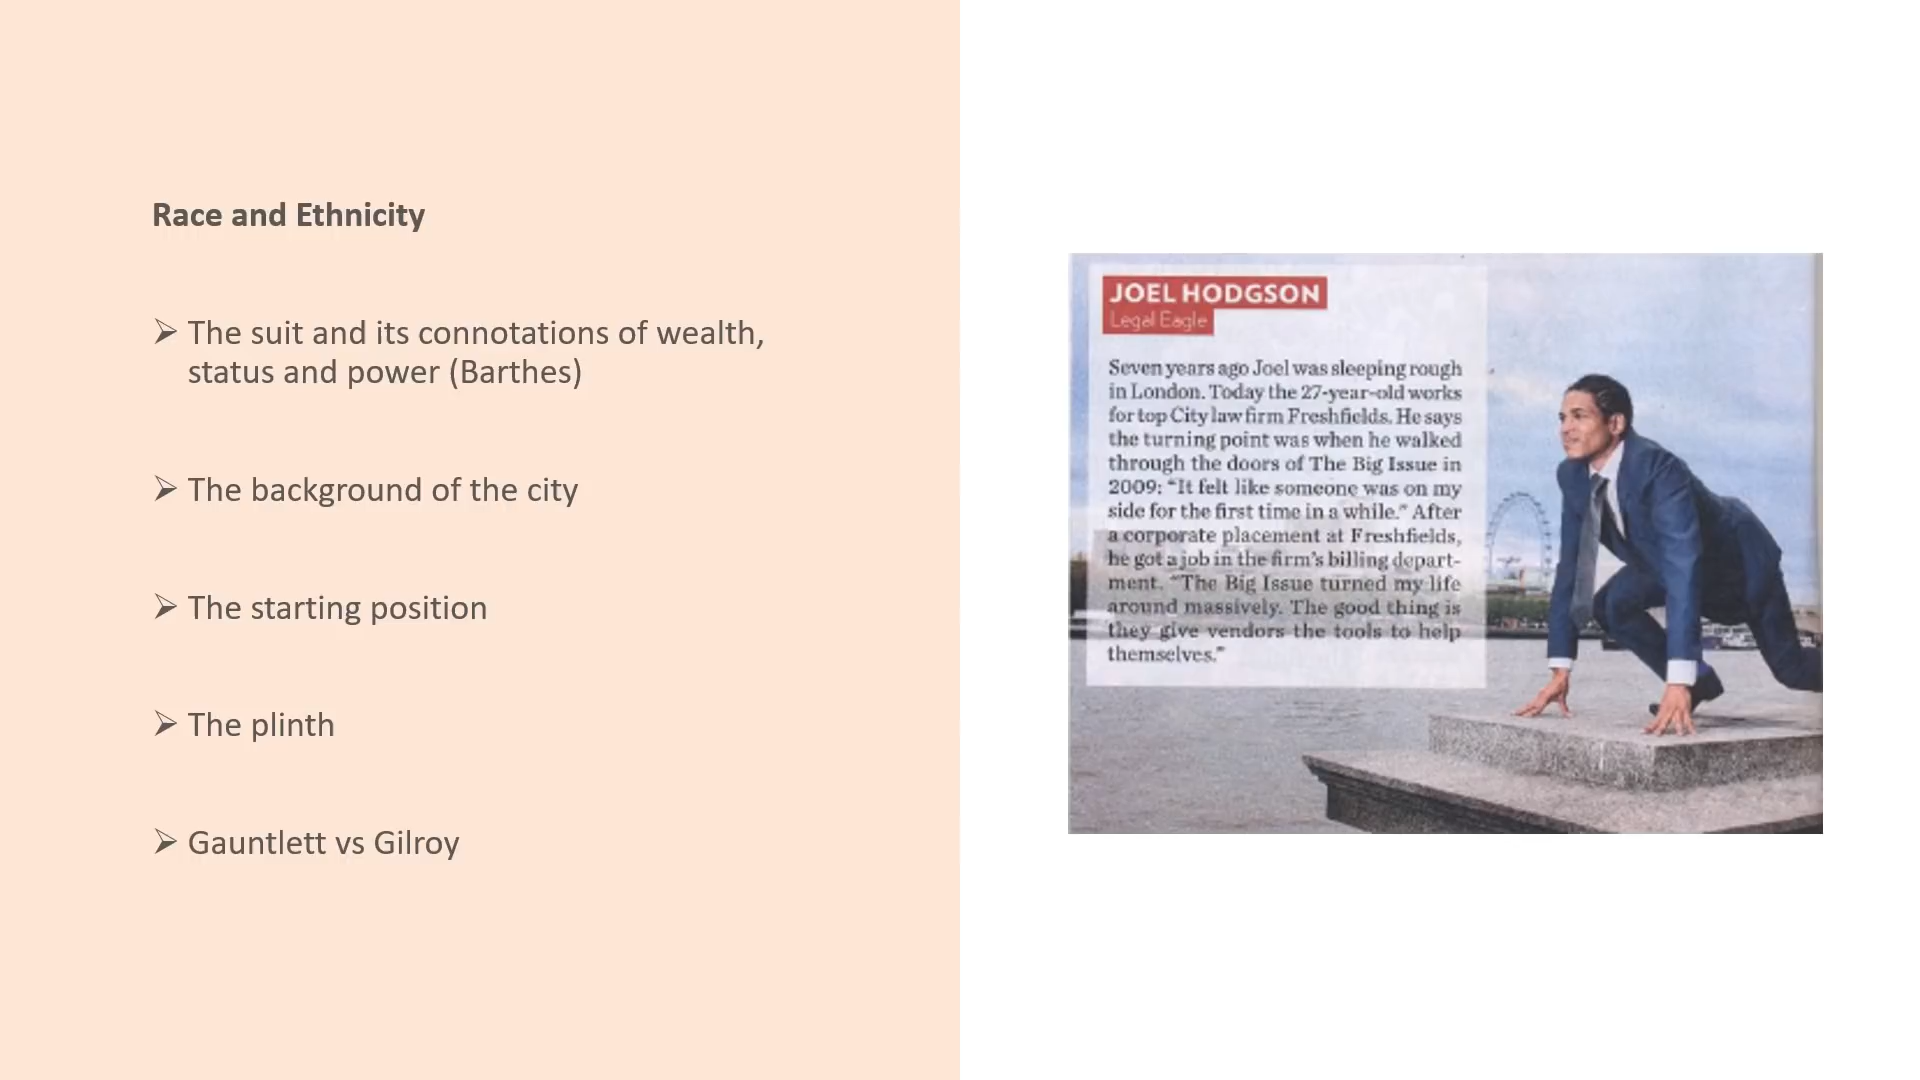 Race and Ethnicity
The suit and its connotations of wealth,
status and power (Barthes)
The background of the city
The starting position
The plinth
Gauntlett vs Gilroy
JOEL HODGSON
Legal Eagle
Seven years ago Joel was sleeping rough
in London. Today the 27-year-old works
for top City law firm Freshfields. He says
the turning point was when he walked
through the doors of The Big Issue in
2009: “It felt like someone was on my
side for the first time in a while.” After
a corporate placement at Freshfields,
he got a job in the firm’s billing depart-
ment. “The Big Issue turned my life
around massively. The good thing is
they give vendors the tools to help
themselves.”